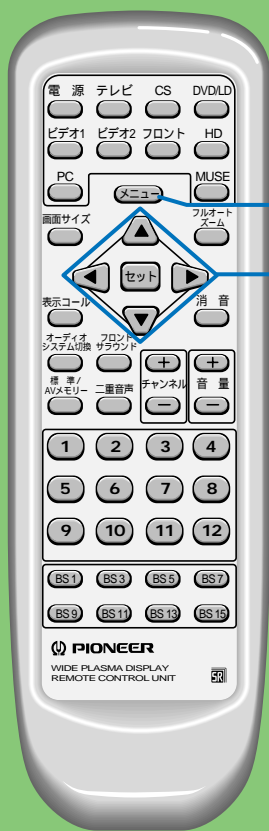 電 源 テレビ CS DVD/LD
ビデオ1 ビデオ2 フロント HD
PC メニュー MUSE
画面サイズ フルオート
ズーム
セット
表示コール 消 音
オーディオ
システム切換 フロント
サラウンド
標 準/
AVメモリー 二重音声 + チャンネル − + 音 量 −
1 2 3 4
5 6 7 8
9 10 11 12
BS 1 BS 3 BS 5 BS 7
BS 9 BS 11 BS 13 BS 15
PIONEER
WIDE PLASMA DISPLAY
REMOTE CONTROL UNIT
SR